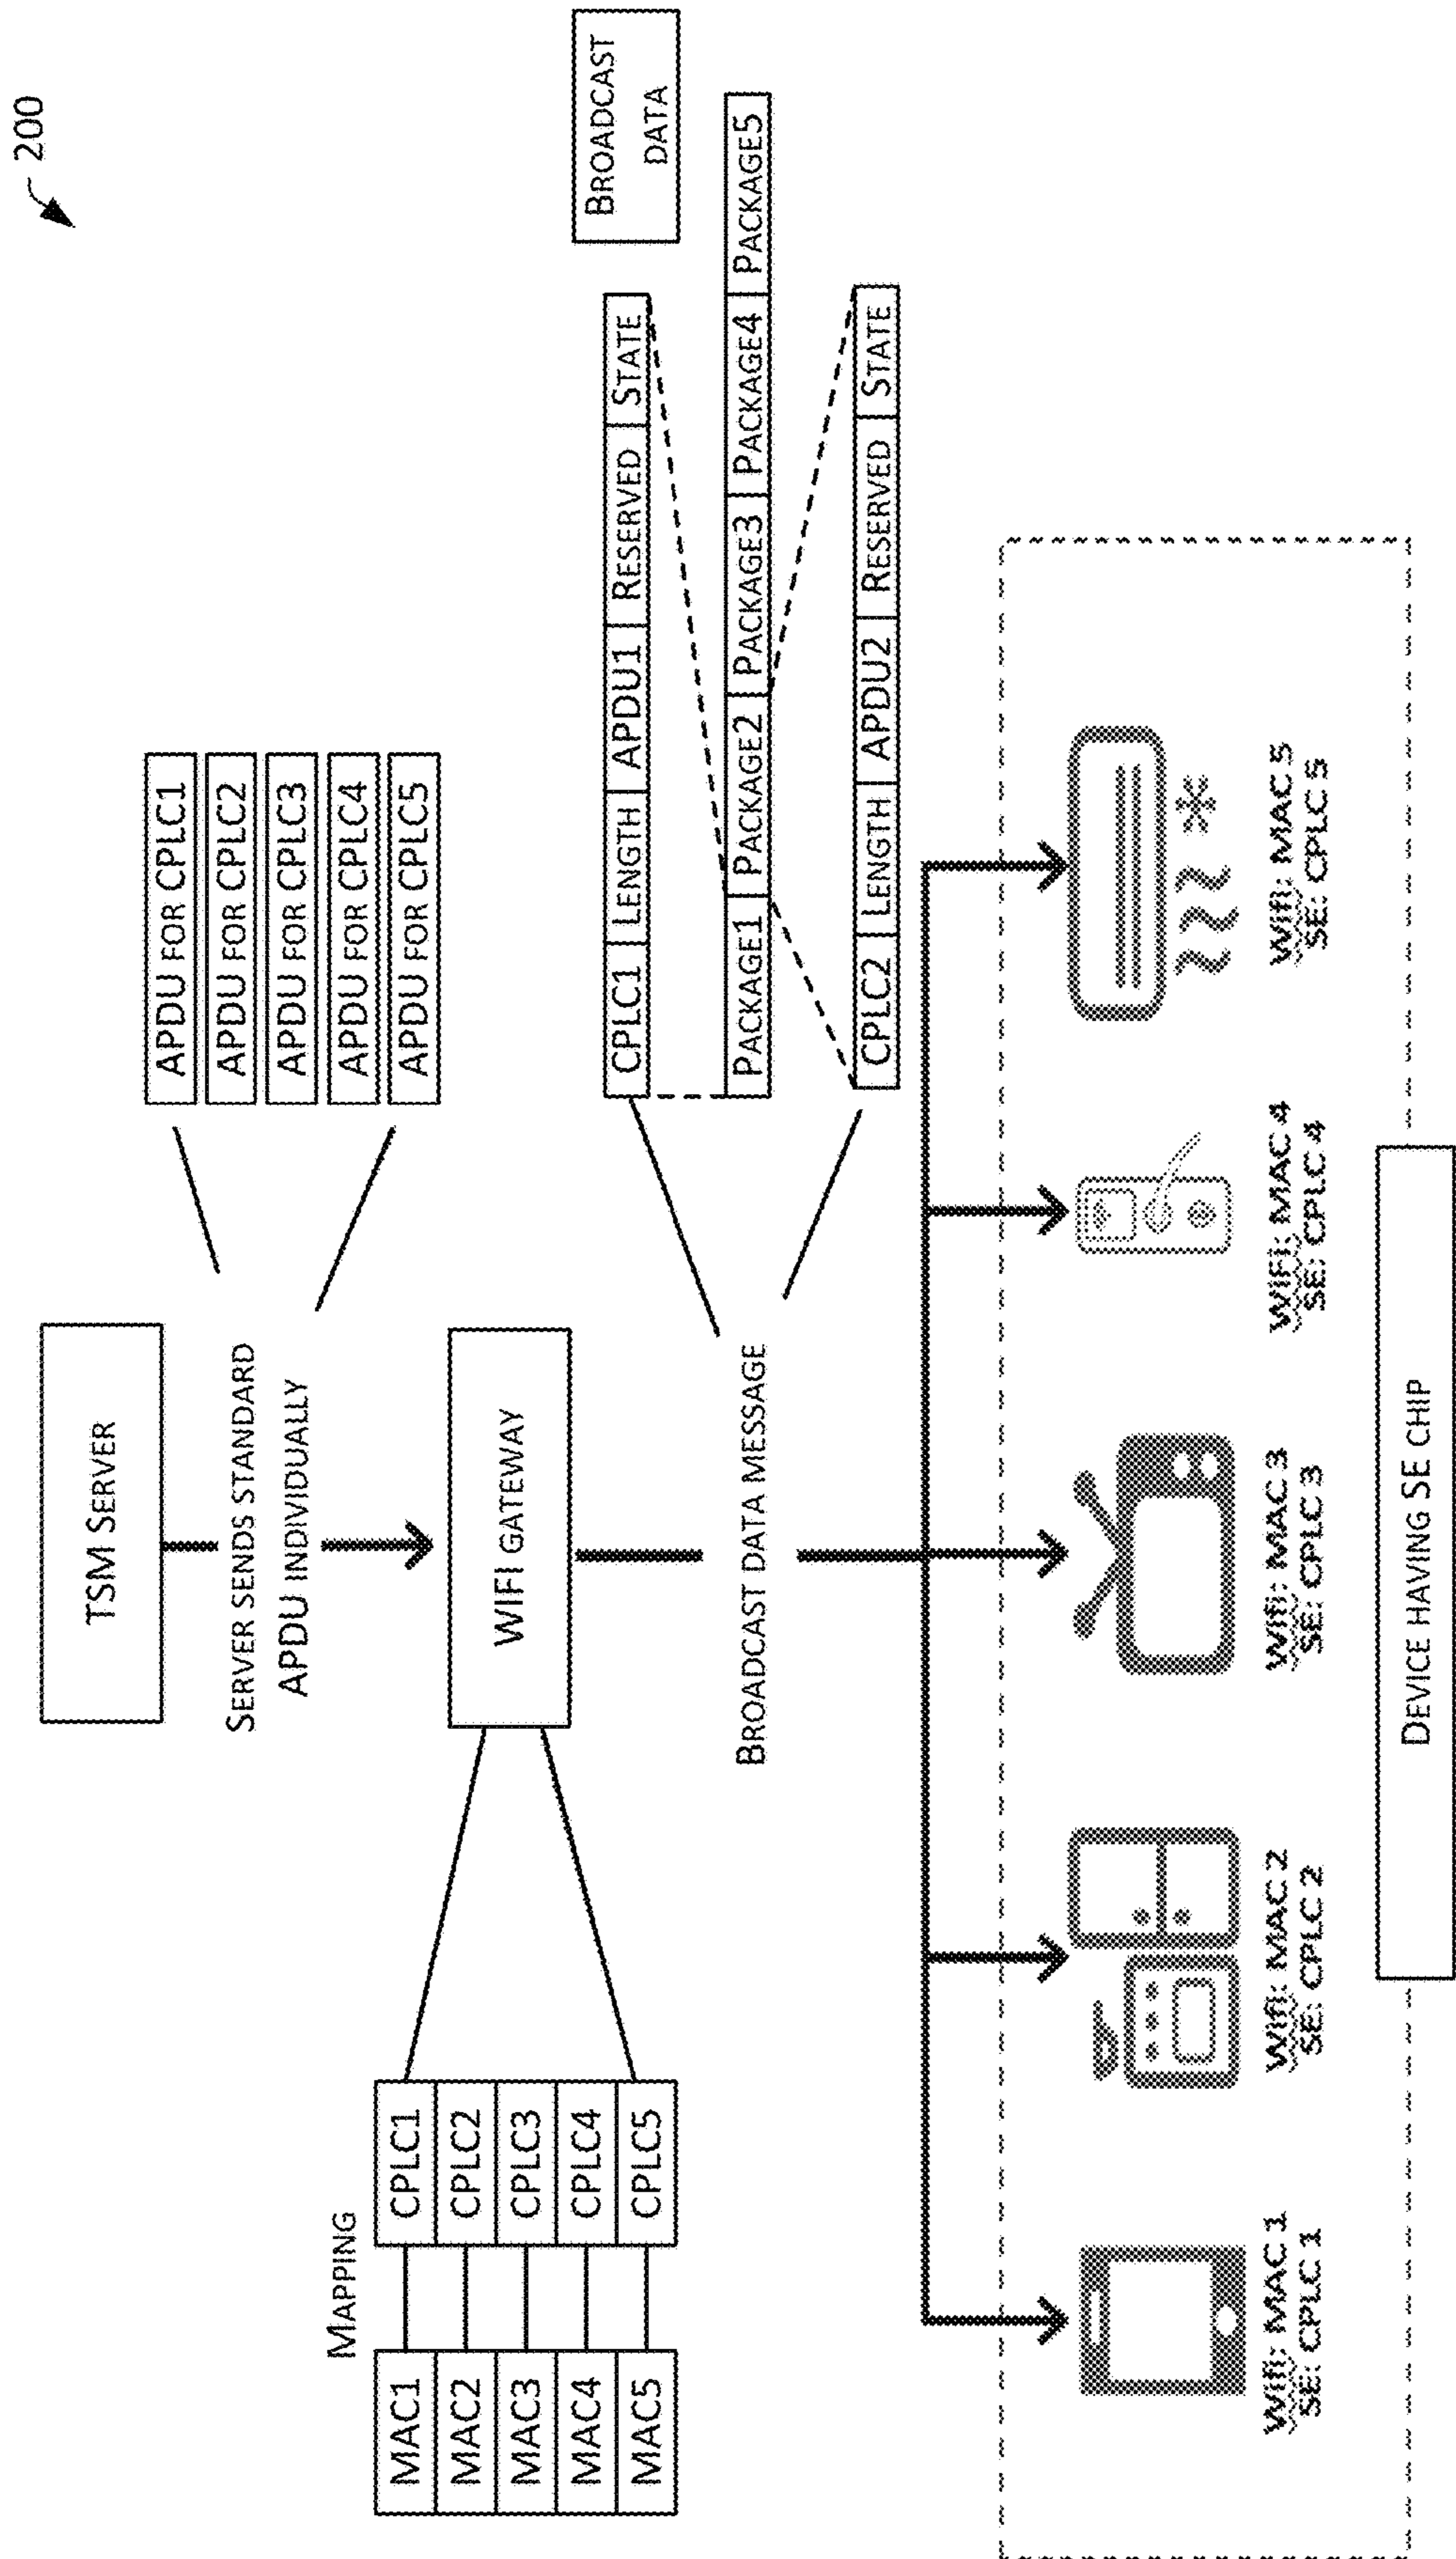 200
TSM SERVER
SERVER SENDS STANDARD
APDU INDIVIDUALLY
APDU FOR CPLC1
APDU FOR CPLC2
APDU FOR CPLC3
APDU FOR CPLC4
APDU FOR CPLC5
MAPPING
MAC1 CPLC1
MAC2 CPLC2
MAC3 CPLC3
MAC4 CPLC4
MAC5 CPLC5
WIFI GATEWAY
BROADCAST
DATA
CPLC1 LENGTH APDU1 RESERVED STATE
PACKAGE1 PACKAGE2 PACKAGE3 PACKAGE4 PACKAGE5
CPLC2 LENGTH APDU2 RESERVED STATE
BROADCAST DATA MESSAGE
Wifi: MAC 1
SE: CPLC 1
Wifi: MAC 2
SE: CPLC 2
Wifi: MAC 3
SE: CPLC 3
WiFi: MAC 4
SE: CPLC 4
Wifi: MAC 5
SE: CPLC 5
DEVICE HAVING SE CHIP